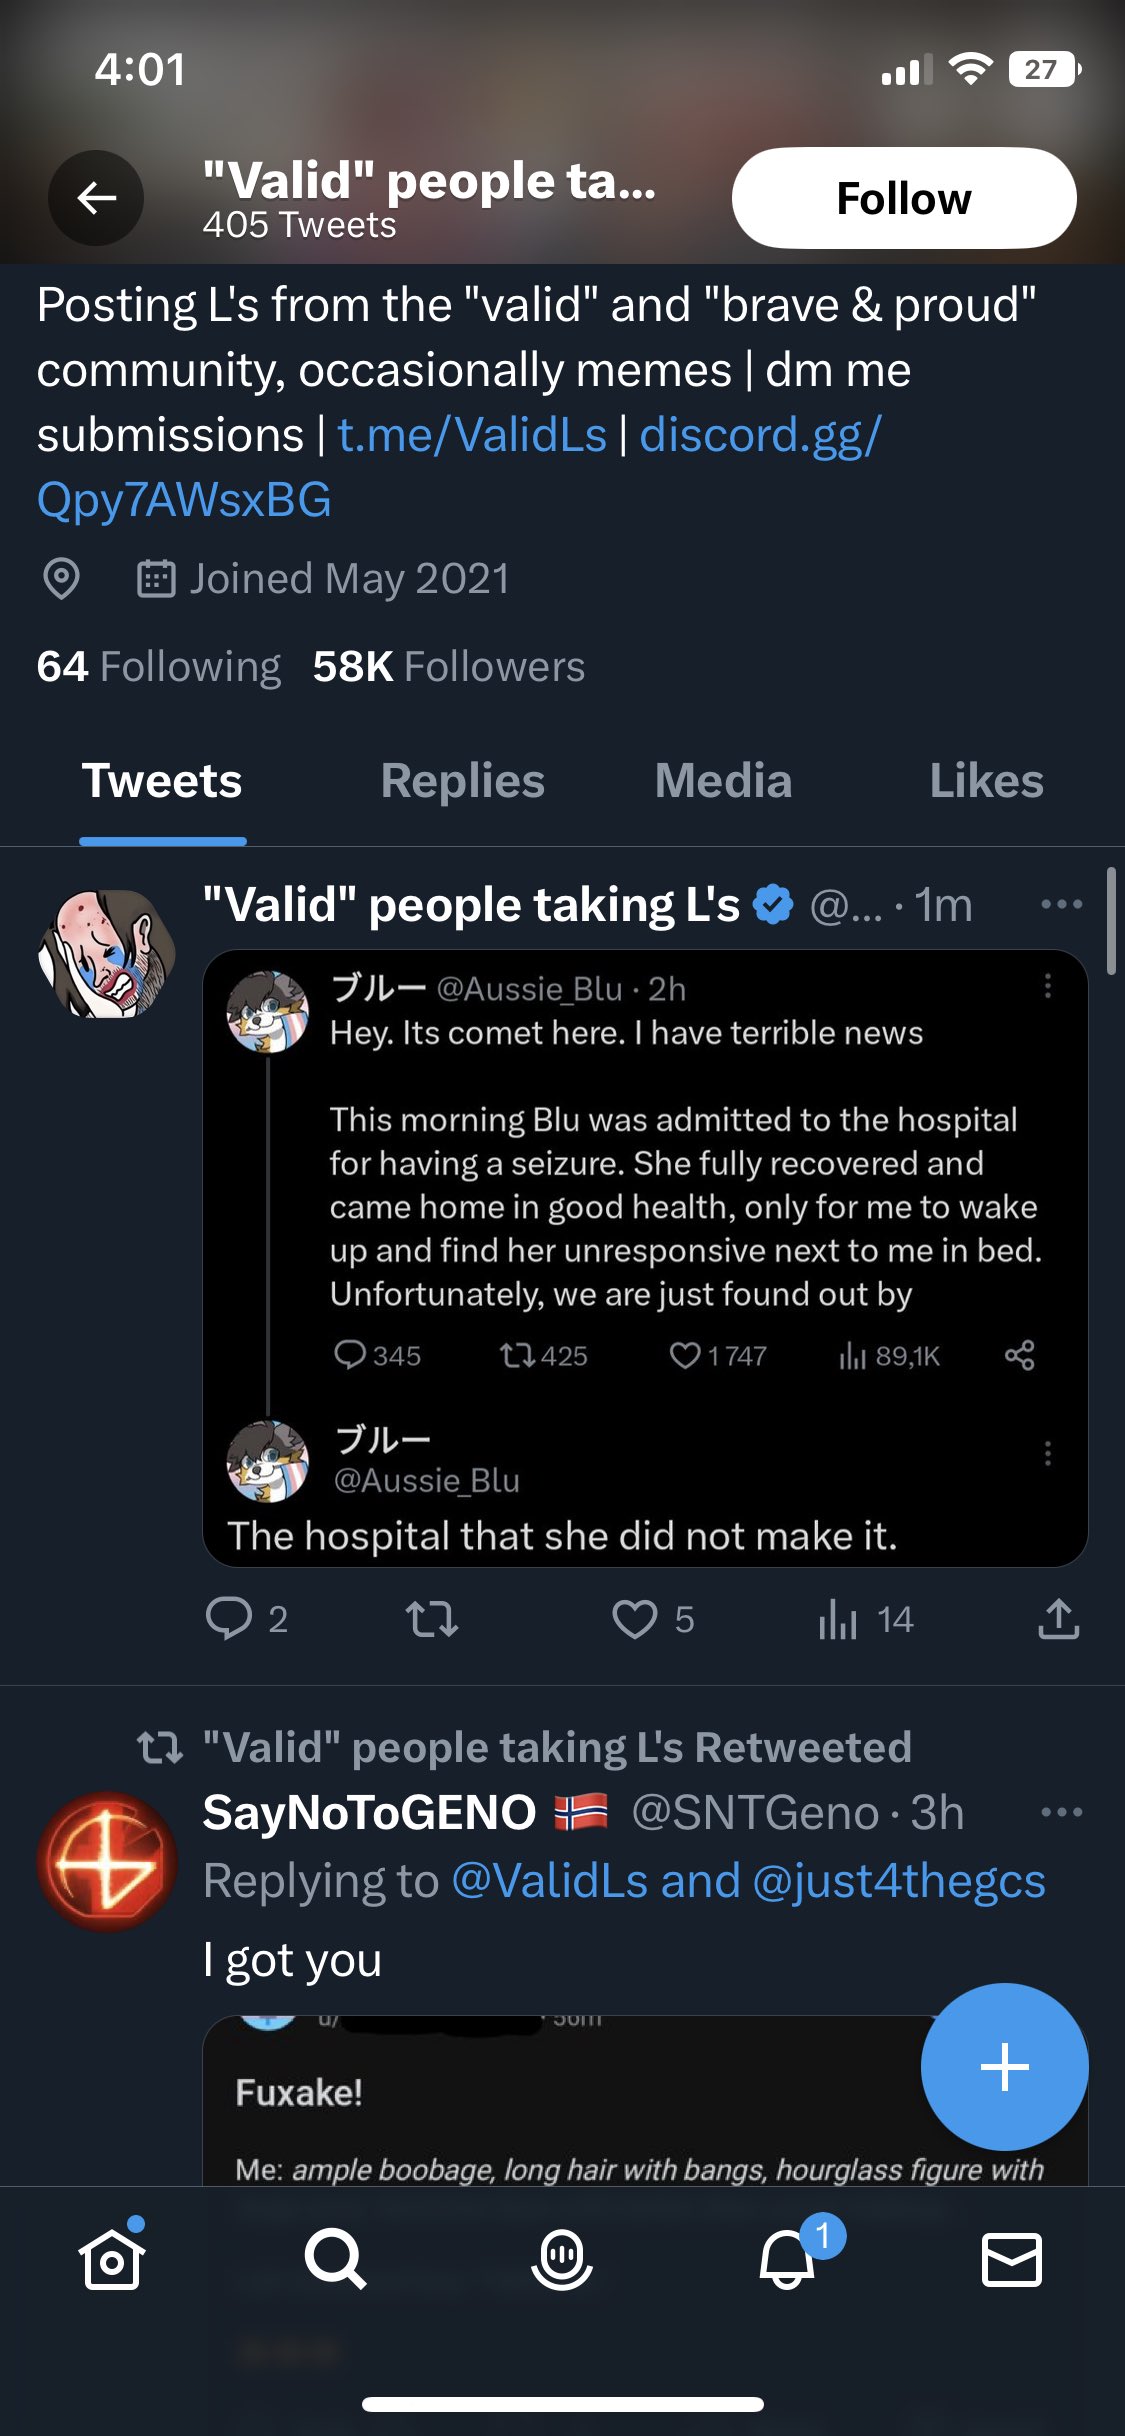 4:01
27
"Valid" people ta...
405 Tweets
Follow
Posting L's from the "valid" and "brave & proud"
community, occasionally memes | dm me
submissions | t.me/ValidLs | discord.gg/
Qpy7AWsxBG
Joined May 2021
64 Following 58K Followers
Tweets Replies Media Likes
"Valid" people taking L's @... · 1m
ブルー @Aussie_Blu · 2h
Hey. Its comet here. I have terrible news
This morning Blu was admitted to the hospital
for having a seizure. She fully recovered and
came home in good health, only for me to wake
up and find her unresponsive next to me in bed.
Unfortunately, we are just found out by
345 425 1 747 89,1K
ブルー
@Aussie_Blu
The hospital that she did not make it.
2 5 14
"Valid" people taking L's Retweeted
SayNoToGENO 🇳🇴 @SNTGeno · 3h
Replying to @ValidLs and @just4thegcs
I got you
u/ · 56m
Fuxake!
Me: ample boobage, long hair with bangs, hourglass figure with
1